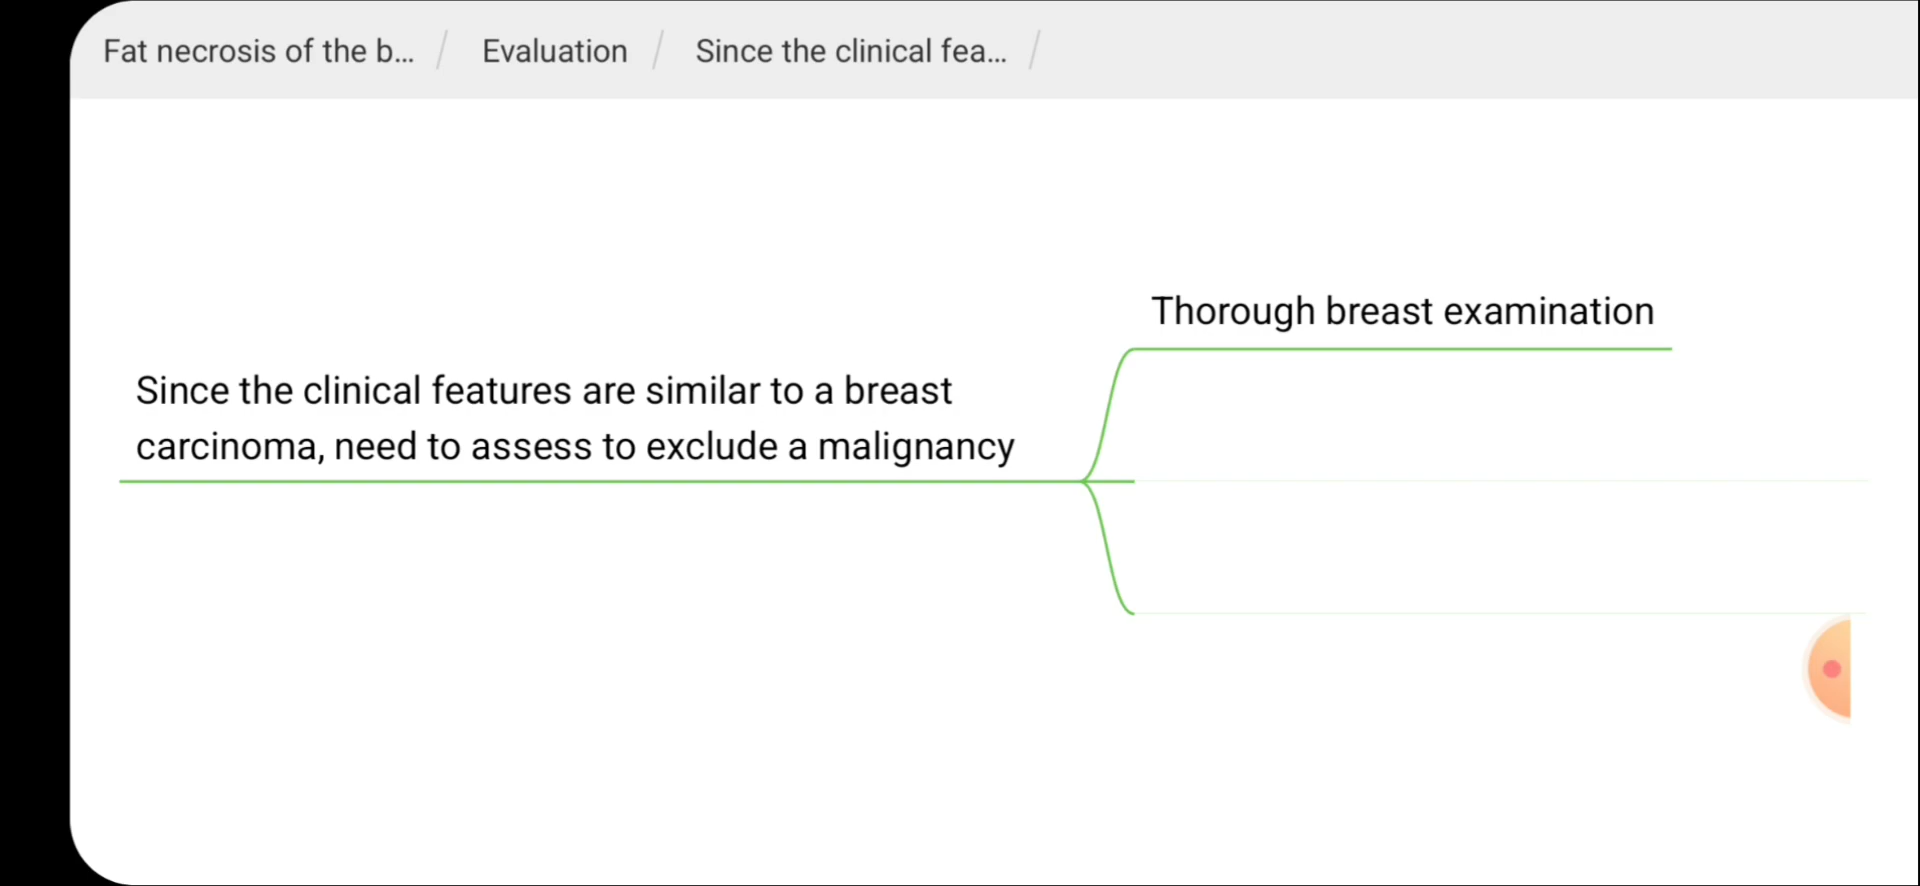 Fat necrosis of the b... / Evaluation / Since the clinical fea... /
Thorough breast examination
Since the clinical features are similar to a breast
carcinoma, need to assess to exclude a malignancy